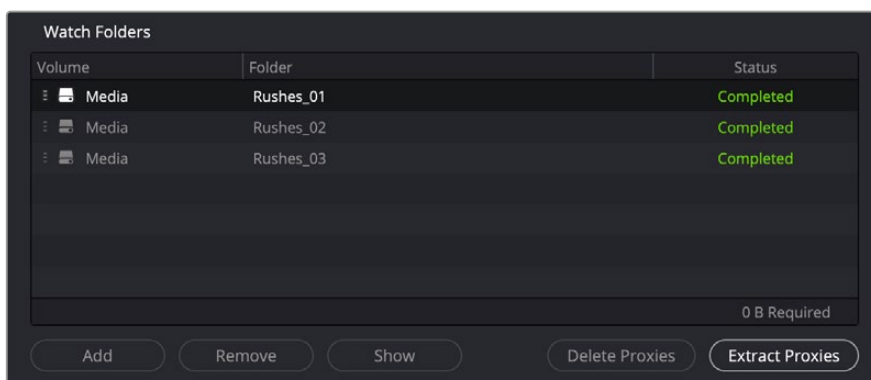 Watch Folders
Volume Folder Status
Media Rushes_01 Completed
Media Rushes_02 Completed
Media Rushes_03 Completed
0 B Required
Add Remove Show Delete Proxies Extract Proxies